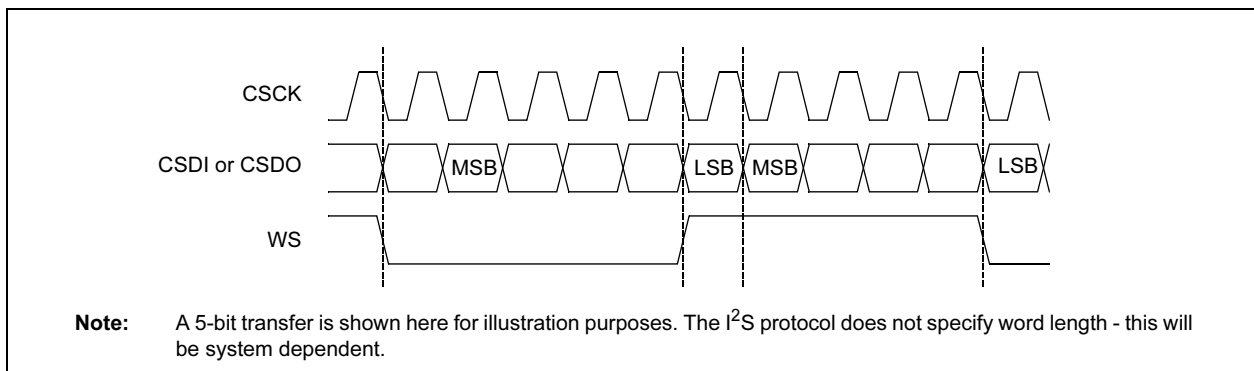 CSCK
CSDI or CSDO
MSB
LSB
MSB
LSB
WS
Note: A 5-bit transfer is shown here for illustration purposes. The I²S protocol does not specify word length - this will
be system dependent.